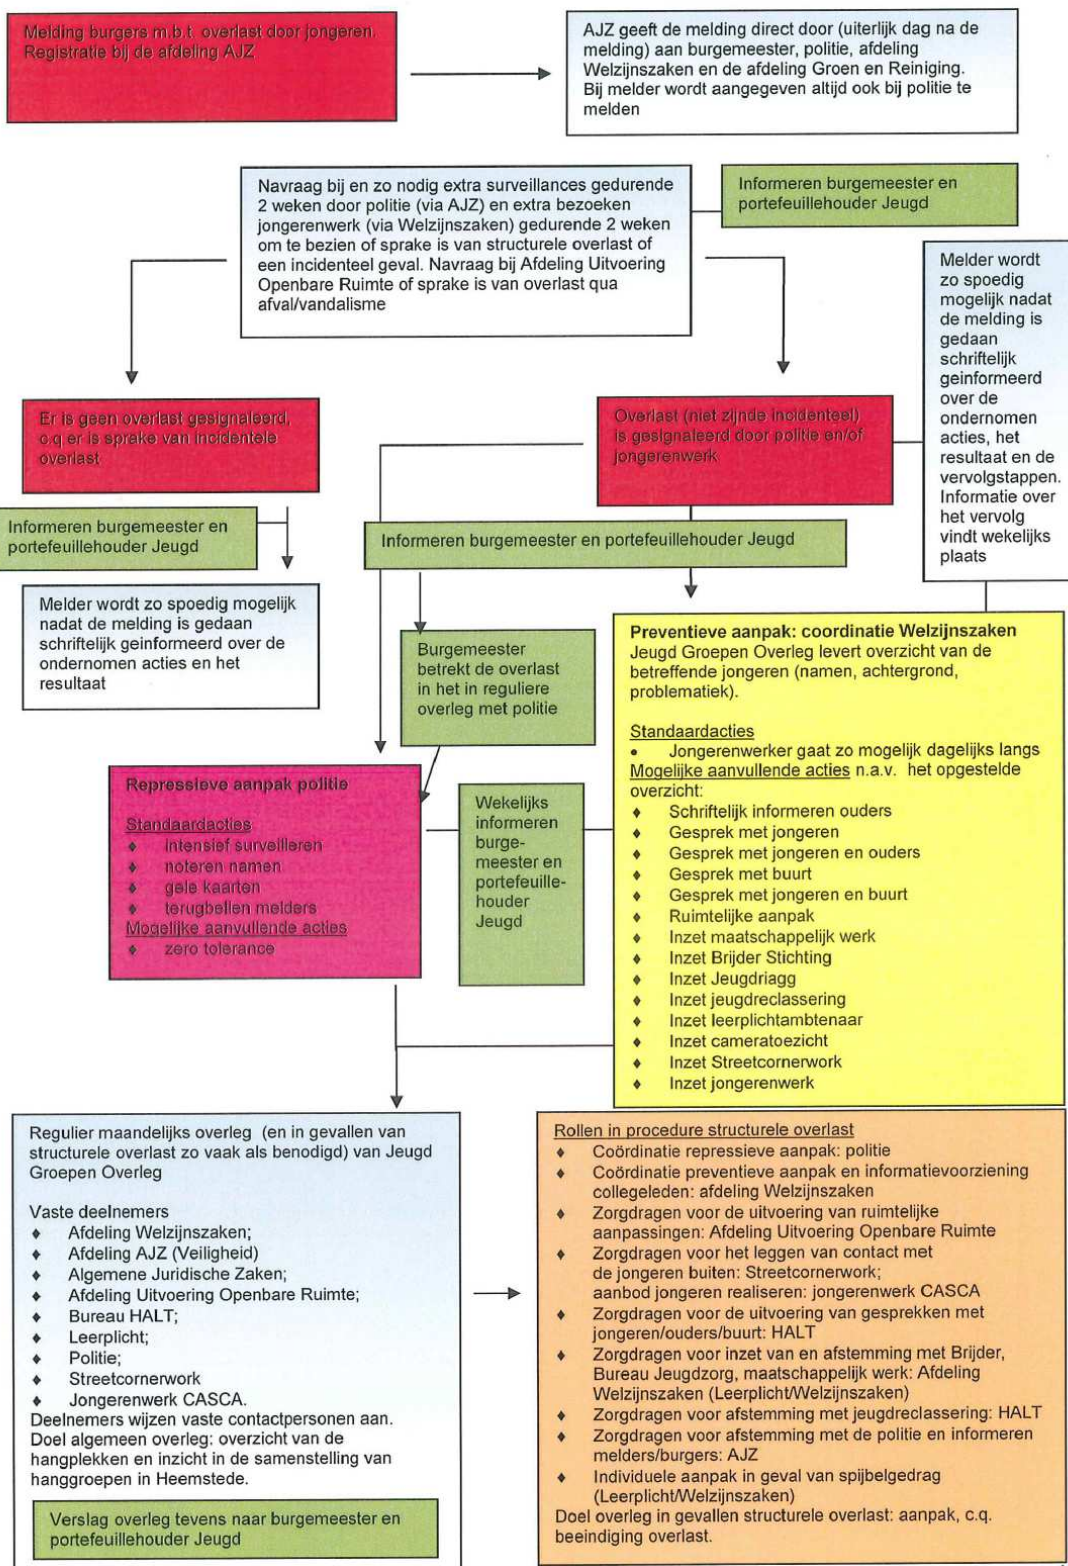 Melding burgers m.b.t. overlast door jongeren.
Registratie bij de afdeling AJZ
AJZ geeft de melding direct door (uiterlijk dag na de
melding) aan burgemeester, politie, afdeling
Welzijnszaken en de afdeling Groen en Reiniging.
Bij melder wordt aangegeven altijd ook bij politie te
melden
Navraag bij en zo nodig extra surveillances gedurende
2 weken door politie (via AJZ) en extra bezoeken
jongerenwerk (via Welzijnszaken) gedurende 2 weken
om te bezien of sprake is van structurele overlast of
een incidenteel geval. Navraag bij Afdeling Uitvoering
Openbare Ruimte of sprake is van overlast qua
afval/vandalisme
Informeren burgemeester en
portefeuillehouder Jeugd
Melder wordt
zo spoedig
mogelijk nadat
de melding is
gedaan
schriftelijk
geinformeerd
over de
ondernomen
acties, het
resultaat en de
vervolgstappen.
Informatie over
het vervolg
vindt wekelijks
plaats
Er is geen overlast gesignaleerd,
c.q er is sprake van incidentele
overlast
Overlast (niet zijnde incidenteel)
is gesignaleerd door politie en/of
jongerenwerk
Informeren burgemeester en
portefeuillehouder Jeugd
Informeren burgemeester en portefeuillehouder Jeugd
Melder wordt zo spoedig mogelijk
nadat de melding is gedaan
schriftelijk geinformeerd over de
ondernomen acties en het
resultaat
Burgemeester
betrekt de overlast
in het in reguliere
overleg met politie
Preventieve aanpak: coordinatie Welzijnszaken
Jeugd Groepen Overleg levert overzicht van de
betreffende jongeren (namen, achtergrond,
problematiek).
Standaardacties
• Jongerenwerker gaat zo mogelijk dagelijks langs
Mogelijke aanvullende acties n.a.v. het opgestelde
overzicht:
♦ Schriftelijk informeren ouders
♦ Gesprek met jongeren
♦ Gesprek met jongeren en ouders
♦ Gesprek met buurt
♦ Gesprek met jongeren en buurt
♦ Ruimtelijke aanpak
♦ Inzet maatschappelijk werk
♦ Inzet Brijder Stichting
♦ Inzet Jeugdriagg
♦ Inzet jeugdreclassering
♦ Inzet leerplichtambtenaar
♦ Inzet cameratoezicht
♦ Inzet Streetcornerwork
♦ Inzet jongerenwerk
Repressieve aanpak politie
Standaardacties
♦ intensief surveilleren
♦ noteren namen
♦ gele kaarten
♦ terugbellen melders
Mogelijke aanvullende acties
♦ zero tolerance
Wekelijks
informeren
burge-
meester en
portefeuille-
houder
Jeugd
Regulier maandelijks overleg (en in gevallen van
structurele overlast zo vaak als benodigd) van Jeugd
Groepen Overleg
Vaste deelnemers
♦ Afdeling Welzijnszaken;
♦ Afdeling AJZ (Veiligheid)
♦ Algemene Juridische Zaken;
♦ Afdeling Uitvoering Openbare Ruimte;
♦ Bureau HALT;
♦ Leerplicht;
♦ Politie;
♦ Streetcornerwork
♦ Jongerenwerk CASCA.
Deelnemers wijzen vaste contactpersonen aan.
Doel algemeen overleg: overzicht van de
hangplekken en inzicht in de samenstelling van
hanggroepen in Heemstede.
Verslag overleg tevens naar burgemeester en
portefeuillehouder Jeugd
Rollen in procedure structurele overlast
♦ Coördinatie repressieve aanpak: politie
♦ Coördinatie preventieve aanpak en informatievoorziening
collegeleden: afdeling Welzijnszaken
♦ Zorgdragen voor de uitvoering van ruimtelijke
aanpassingen: Afdeling Uitvoering Openbare Ruimte
♦ Zorgdragen voor het leggen van contact met
de jongeren buiten: Streetcornerwork;
aanbod jongeren realiseren: jongerenwerk CASCA
♦ Zorgdragen voor de uitvoering van gesprekken met
jongeren/ouders/buurt: HALT
♦ Zorgdragen voor inzet van en afstemming met Brijder,
Bureau Jeugdzorg, maatschappelijk werk: Afdeling
Welzijnszaken (Leerplicht/Welzijnszaken)
♦ Zorgdragen voor afstemming met jeugdreclassering: HALT
♦ Zorgdragen voor afstemming met de politie en informeren
melders/burgers: AJZ
♦ Individuele aanpak in geval van spijbelgedrag
(Leerplicht/Welzijnszaken)
Doel overleg in gevallen structurele overlast: aanpak, c.q.
beeindiging overlast.